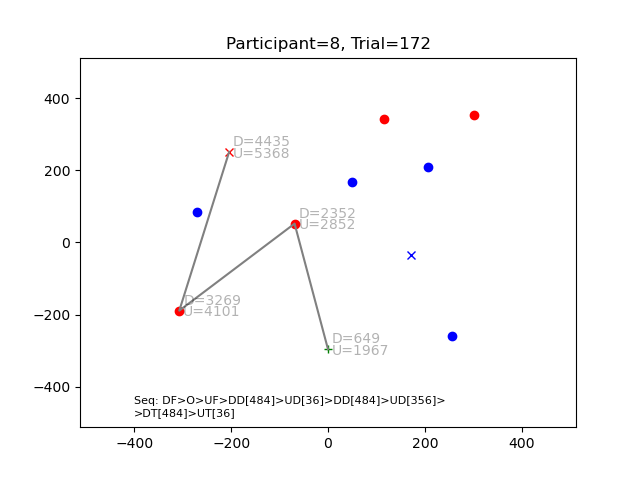 Participant=8, Trial=172
400
200
0
−200
−400
D=4435
U=5368
D=2352
U=2852
D=3269
U=4101
D=649
U=1967
Seq: DF>O>UF>DD[484]>UD[36]>DD[484]>UD[356]>
>DT[484]>UT[36]
−400 −200 0 200 400